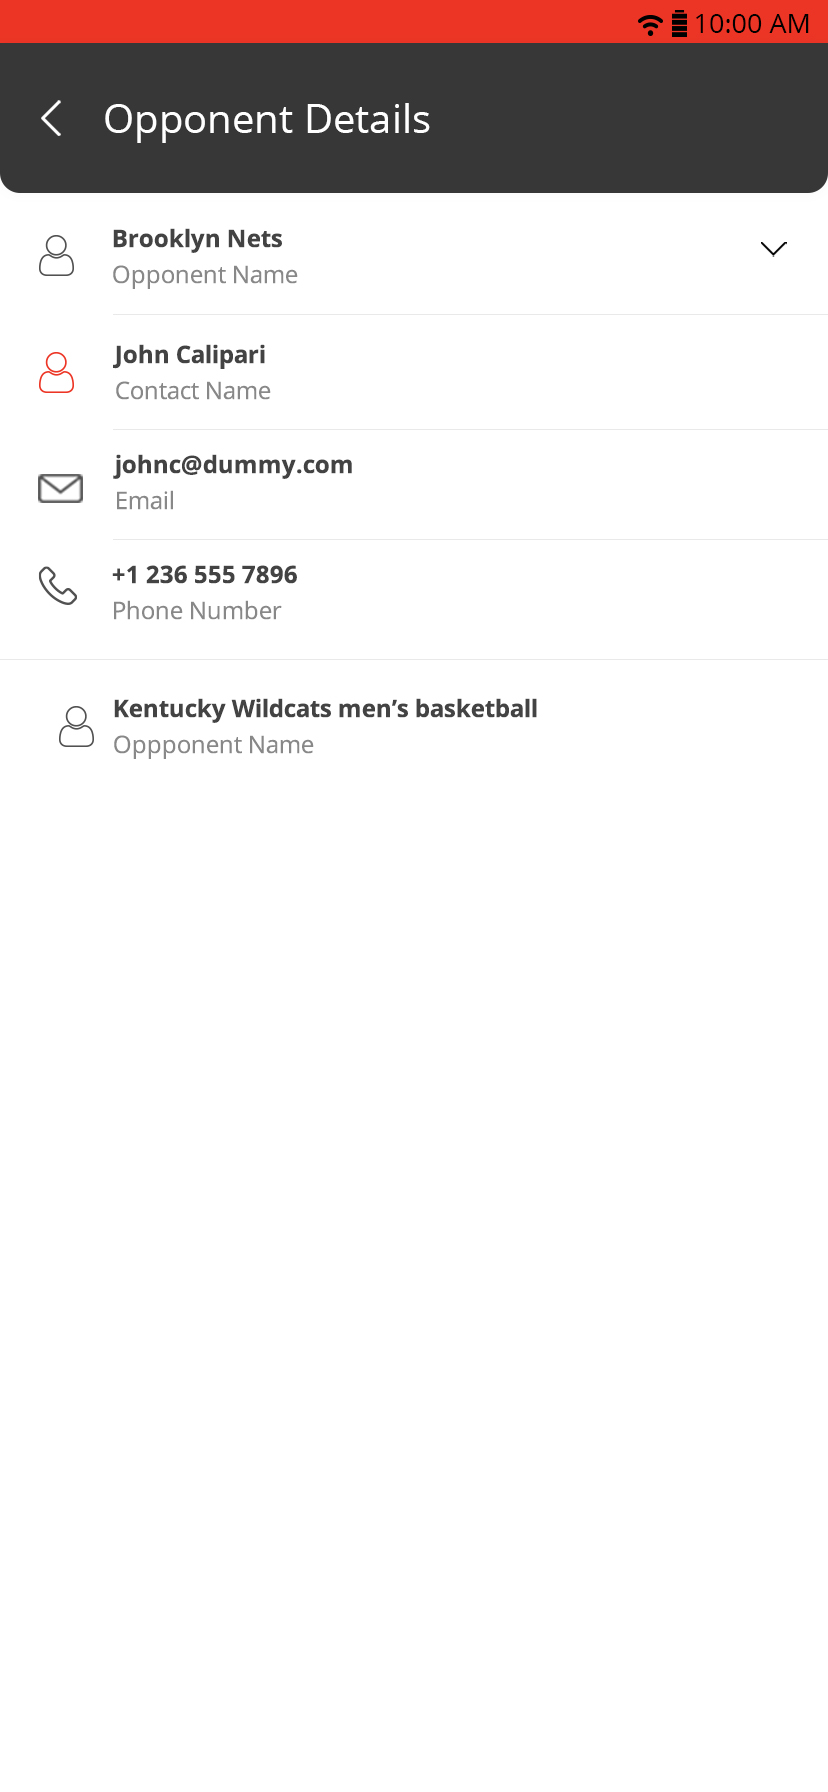 10:00 AM
Opponent Details
Brooklyn Nets
Opponent Name
John Calipari
Contact Name
johnc@dummy.com
Email
+1 236 555 7896
Phone Number
Kentucky Wildcats men’s basketball
Oppponent Name